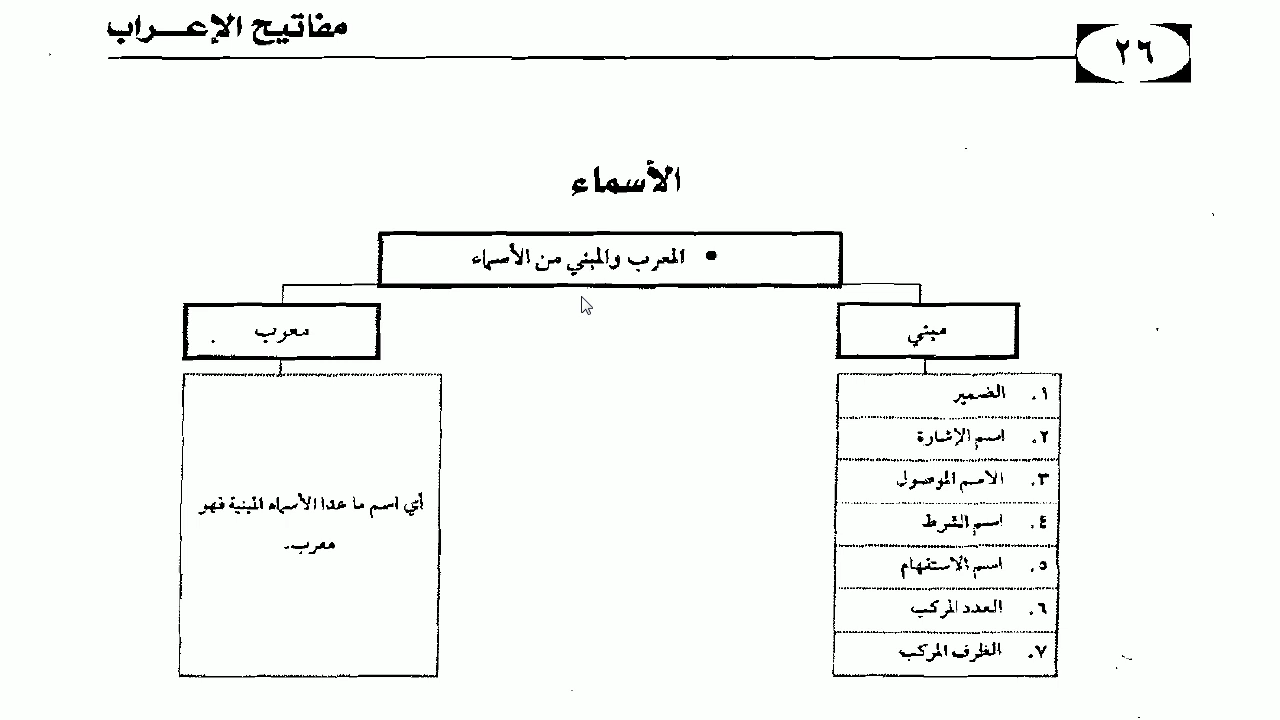 مفاتيح الإعراب
٢٦
الأسماء
• المعرب والمبني من الأسماء
مبني
معرب
١. الضمير
٢. اسم الإشارة
٣. الاسم الموصول
٤. اسم الشرط
٥. اسم الاستفهام
٦. العدد المركب
٧. الظرف المركب
أي اسم ما عدا الأسماء المبنية فهو
معرب.